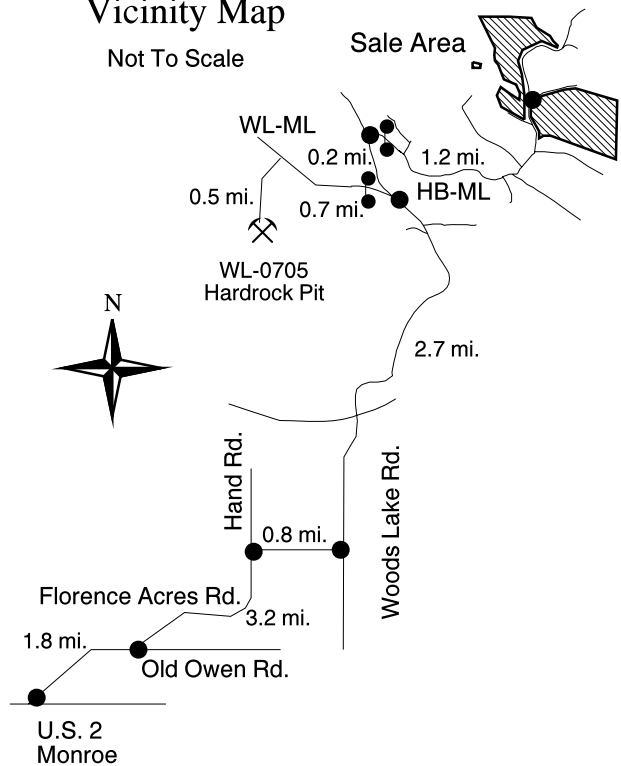 Vicinity Map
Not To Scale
Sale Area
WL-ML
0.2 mi.
1.2 mi.
0.5 mi.
0.7 mi.
HB-ML
WL-0705
Hardrock Pit
N
2.7 mi.
Hand Rd.
Woods Lake Rd.
0.8 mi.
Florence Acres Rd.
3.2 mi.
1.8 mi.
Old Owen Rd.
U.S. 2
Monroe